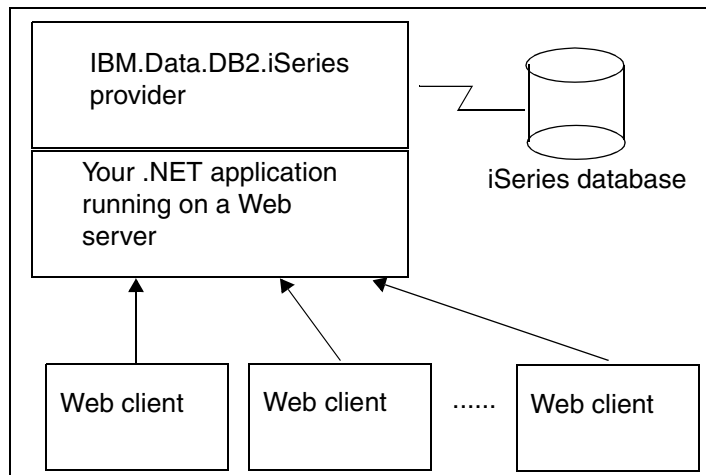 IBM.Data.DB2.iSeries
provider
iSeries database
Your .NET application
running on a Web
server
Web client
Web client
......
Web client